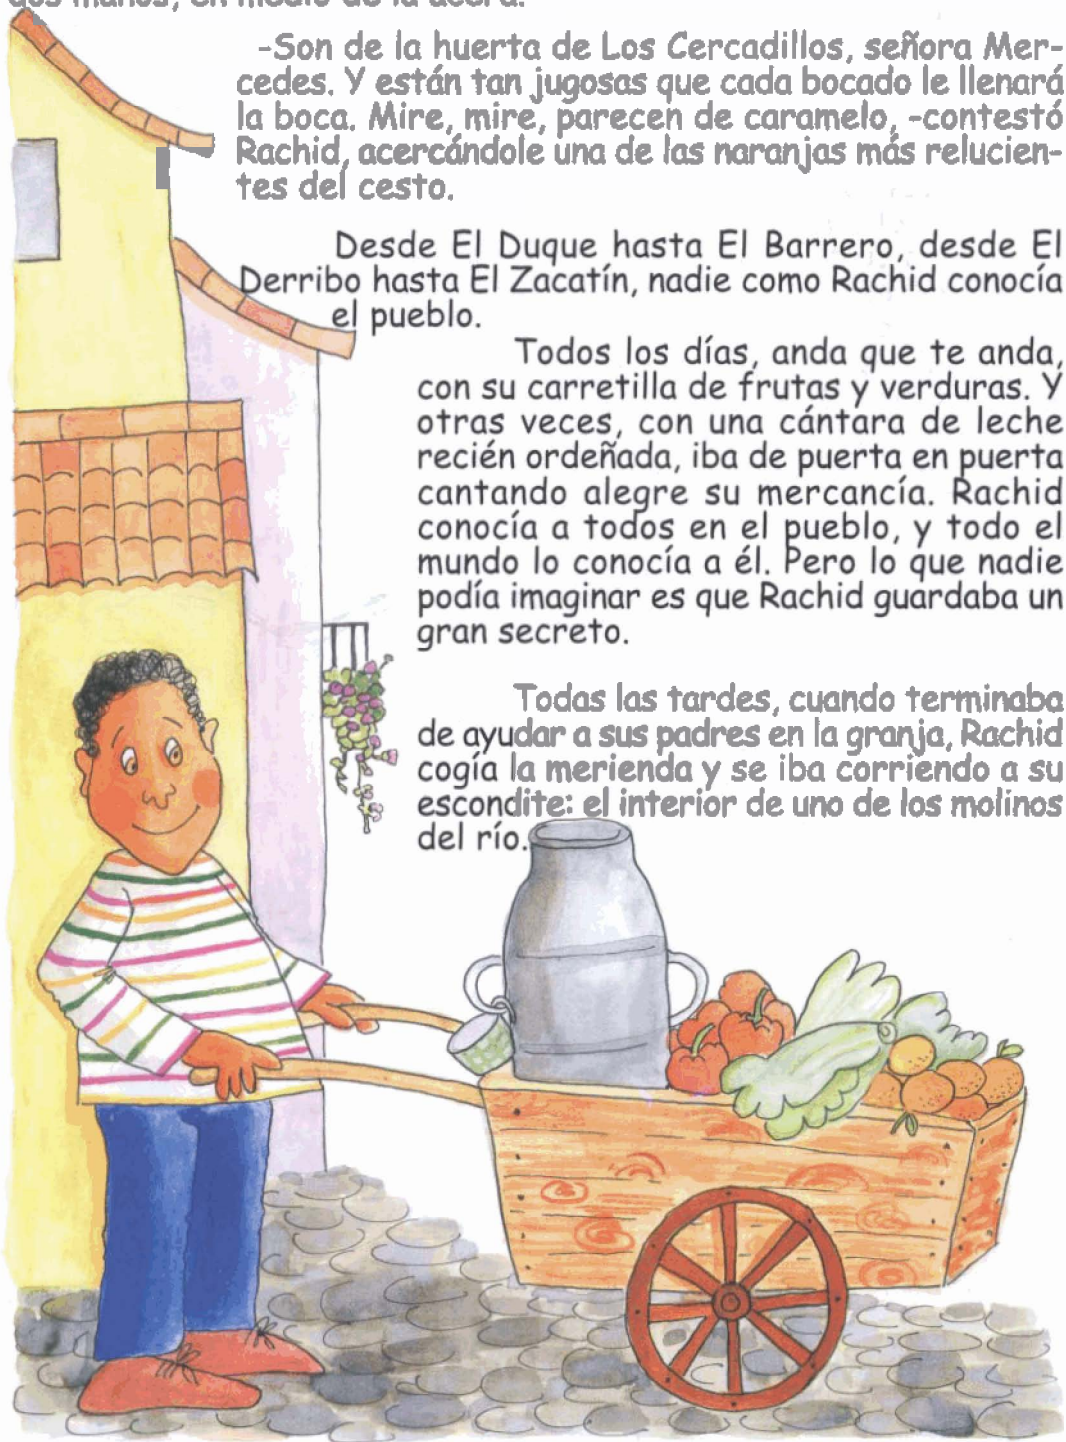 dos manos, en medio de la acera.
-Son de la huerta de Los Cercadillos, señora Mer-
cedes. Y están tan jugosas que cada bocado le llenará
la boca. Mire, mire, parecen de caramelo, -contestó
Rachid, acercándole una de las naranjas más relucien-
tes del cesto.
Desde El Duque hasta El Barrero, desde El
Derribo hasta El Zacatín, nadie como Rachid conocía
el pueblo.
Todos los días, anda que te anda,
con su carretilla de frutas y verduras. Y
otras veces, con una cántara de leche
recién ordeñada, iba de puerta en puerta
cantando alegre su mercancía. Rachid
conocía a todos en el pueblo, y todo el
mundo lo conocía a él. Pero lo que nadie
podía imaginar es que Rachid guardaba un
gran secreto.
Todas las tardes, cuando terminaba
de ayudar a sus padres en la granja, Rachid
cogía la merienda y se iba corriendo a su
escondite: el interior de uno de los molinos
del río.